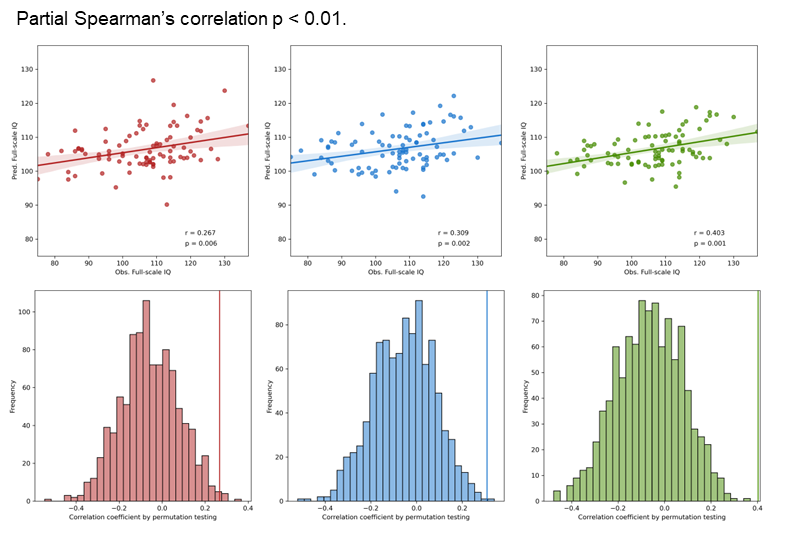 Partial Spearman's correlation p < 0.01.
130
120
110
100
90
80
Pred. Full-scale IQ
80 90 100 110 120 130
Obs. Full-scale IQ
r = 0.267
p = 0.006
130
120
110
100
90
80
Pred. Full-scale IQ
80 90 100 110 120 130
Obs. Full-scale IQ
r = 0.309
p = 0.002
130
120
110
100
90
80
Pred. Full-scale IQ
80 90 100 110 120 130
Obs. Full-scale IQ
r = 0.403
p = 0.001
100
80
60
40
20
0
Frequency
−0.4 −0.2 0.0 0.2 0.4
Correlation coefficient by permutation testing
80
60
40
20
0
Frequency
−0.4 −0.2 0.0 0.2
Correlation coefficient by permutation testing
80
70
60
50
40
30
20
10
0
Frequency
−0.4 −0.2 0.0 0.2 0.4
Correlation coefficient by permutation testing